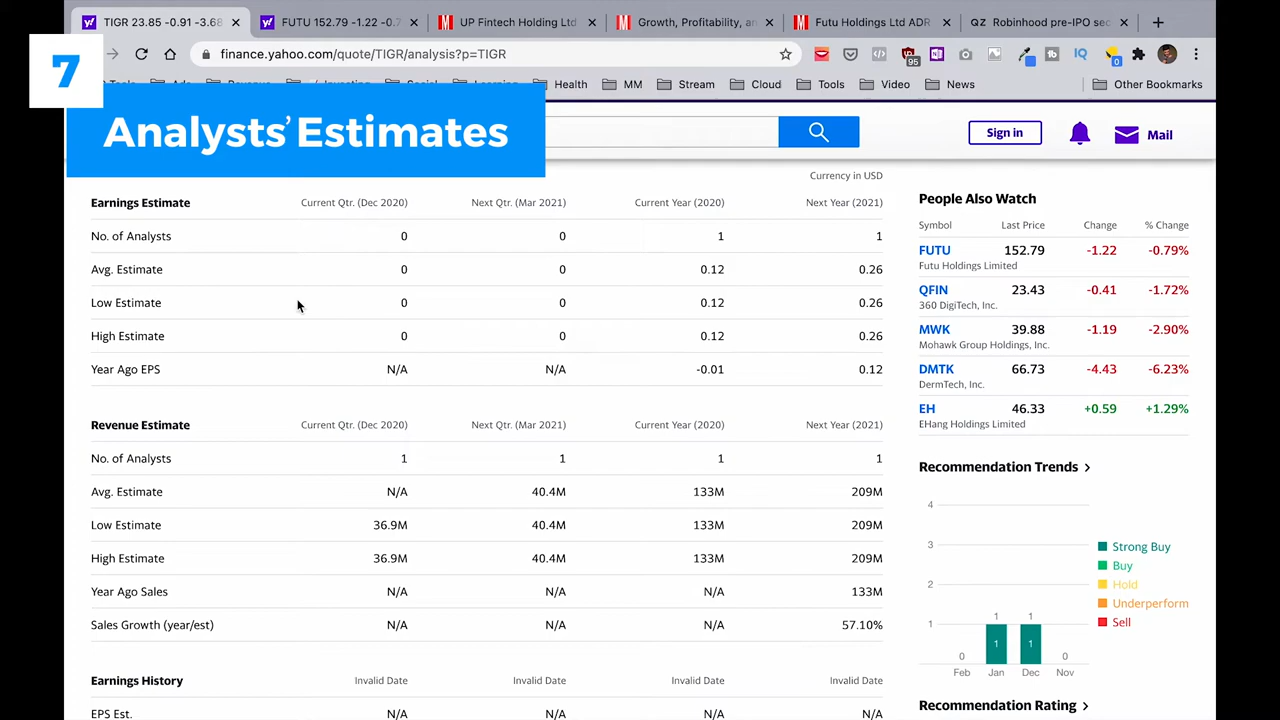 TIGR 23.85 -0.91 -3.68
FUTU 152.79 -1.22 -0.7
UP Fintech Holding Ltd
Growth, Profitability, an
Futu Holdings Ltd ADR
QZ Robinhood pre-IPO sec
finance.yahoo.com/quote/TIGR/analysis?p=TIGR
95
IQ
0
7
Health MM Stream Cloud Tools Video News Other Bookmarks
Analysts’ Estimates
Sign in
Mail
Currency in USD
Earnings Estimate Current Qtr. (Dec 2020) Next Qtr. (Mar 2021) Current Year (2020) Next Year (2021)
No. of Analysts 0 0 1 1
Avg. Estimate 0 0 0.12 0.26
Low Estimate 0 0 0.12 0.26
High Estimate 0 0 0.12 0.26
Year Ago EPS N/A N/A -0.01 0.12
Revenue Estimate Current Qtr. (Dec 2020) Next Qtr. (Mar 2021) Current Year (2020) Next Year (2021)
No. of Analysts 1 1 1 1
Avg. Estimate N/A 40.4M 133M 209M
Low Estimate 36.9M 40.4M 133M 209M
High Estimate 36.9M 40.4M 133M 209M
Year Ago Sales N/A N/A N/A 133M
Sales Growth (year/est) N/A N/A N/A 57.10%
Earnings History Invalid Date Invalid Date Invalid Date Invalid Date
EPS Est. N/A N/A N/A N/A
People Also Watch
Symbol Last Price Change % Change
FUTU 152.79 -1.22 -0.79%
Futu Holdings Limited
QFIN 23.43 -0.41 -1.72%
360 DigiTech, Inc.
MWK 39.88 -1.19 -2.90%
Mohawk Group Holdings, Inc.
DMTK 66.73 -4.43 -6.23%
DermTech, Inc.
EH 46.33 +0.59 +1.29%
EHang Holdings Limited
Recommendation Trends
4
3
2
1
0 1 1 0
1 1
Feb Jan Dec Nov
Strong Buy
Buy
Hold
Underperform
Sell
Recommendation Rating